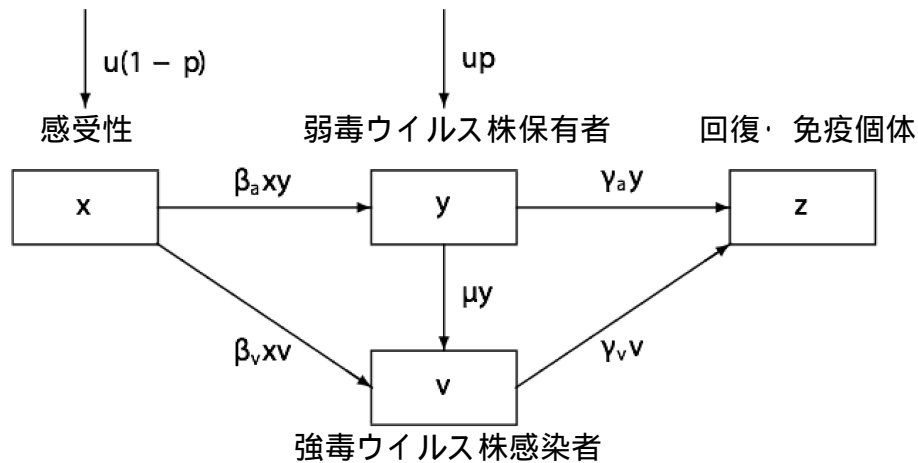 u(1 − p)
up
感受性
弱毒ウイルス株保有者
回復・ 免疫個体
x
βₐxy
y
γₐy
z
μy
βᵥxv
γᵥv
v
強毒ウイルス株感染者